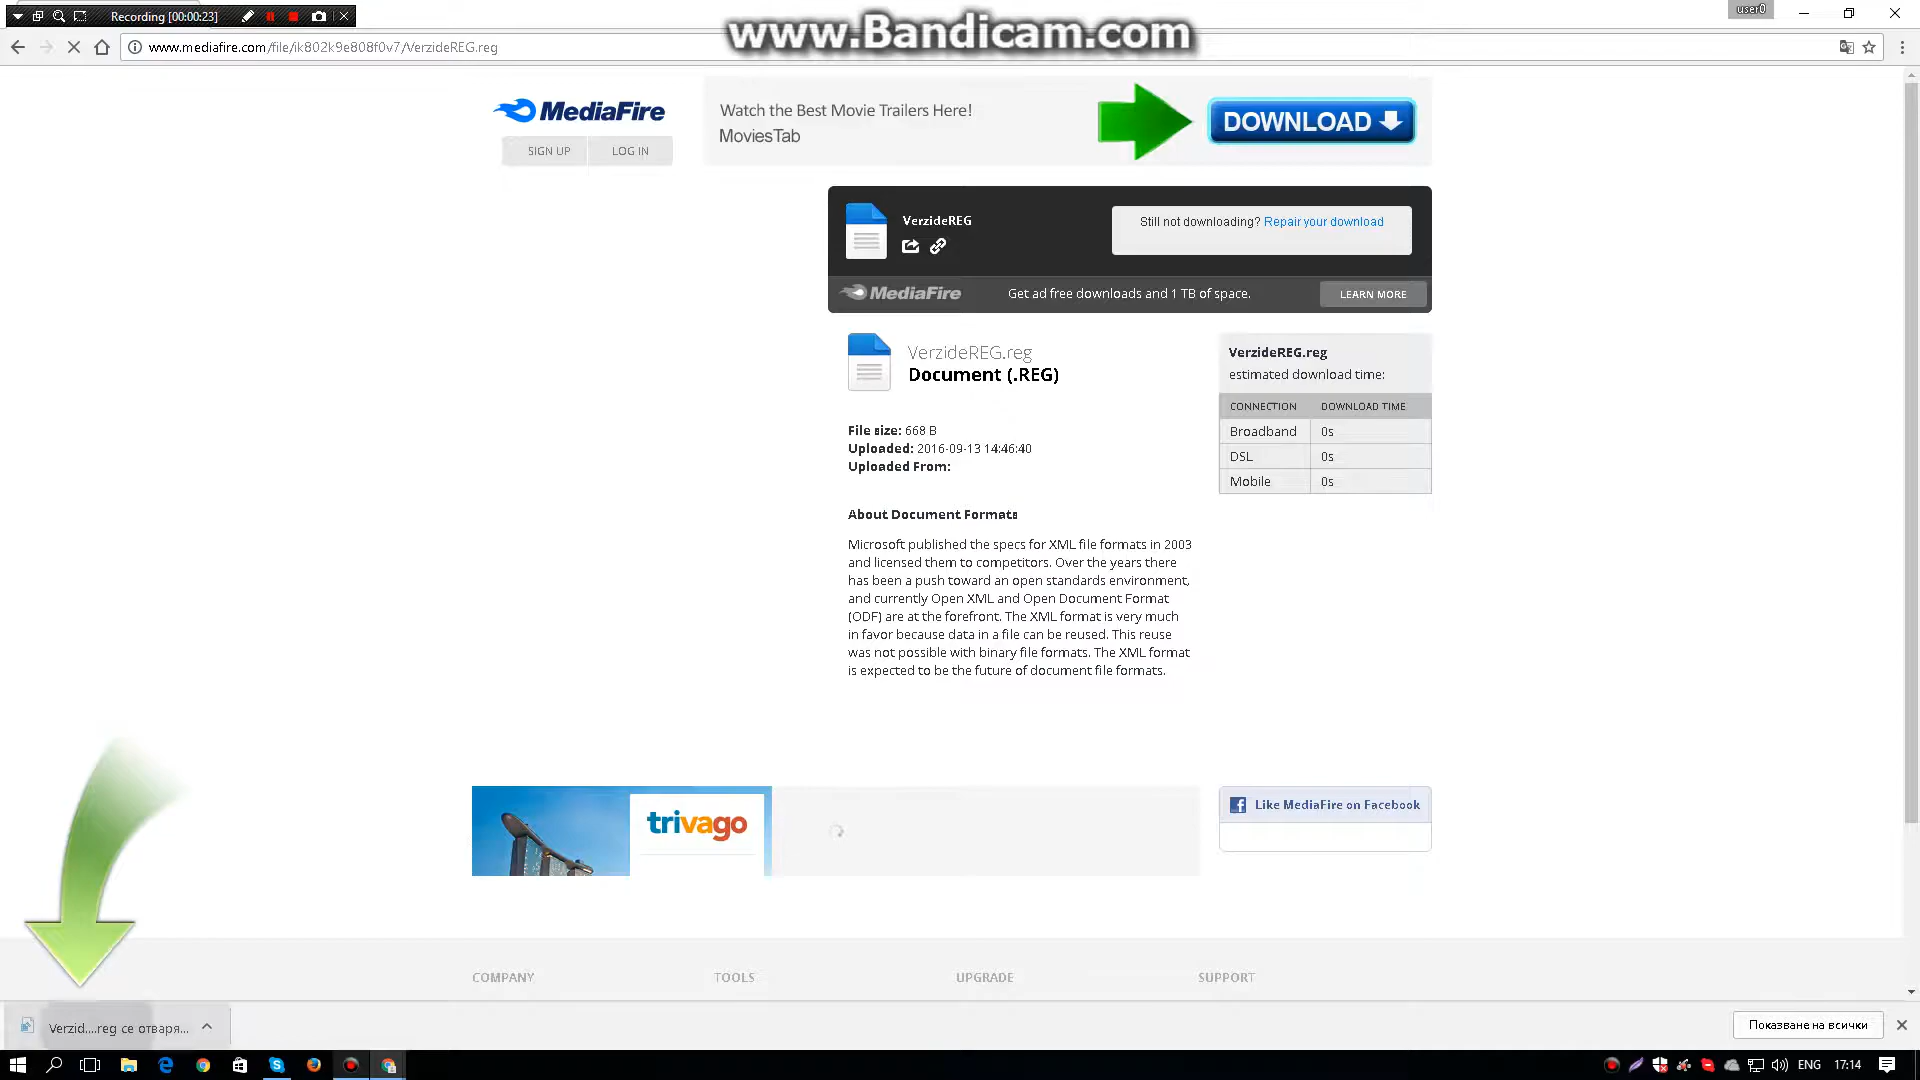 Recording [00:00:23]
www.Bandicam.com
user0
www.mediafire.com/file/ik802k9e808f0v7/VerzideREG.reg
MediaFire
SIGN UP
LOG IN
Watch the Best Movie Trailers Here!
MoviesTab
DOWNLOAD
VerzideREG
Still not downloading? Repair your download
MediaFire
Get ad free downloads and 1 TB of space.
LEARN MORE
VerzideREG.reg
Document (.REG)
File size: 668 B
Uploaded: 2016-09-13 14:46:40
Uploaded From:
VerzideREG.reg
estimated download time:
CONNECTION DOWNLOAD TIME
Broadband 0s
DSL 0s
Mobile 0s
About Document Formats
Microsoft published the specs for XML file formats in 2003
and licensed them to competitors. Over the years there
has been a push toward an open standards environment,
and currently Open XML and Open Document Format
(ODF) are at the forefront. The XML format is very much
in favor because data in a file can be reused. This reuse
was not possible with binary file formats. The XML format
is expected to be the future of document file formats.
trivago
Like MediaFire on Facebook
COMPANY
TOOLS
UPGRADE
SUPPORT
Verzid....reg се отваря...
Показване на всички
ENG
17:14